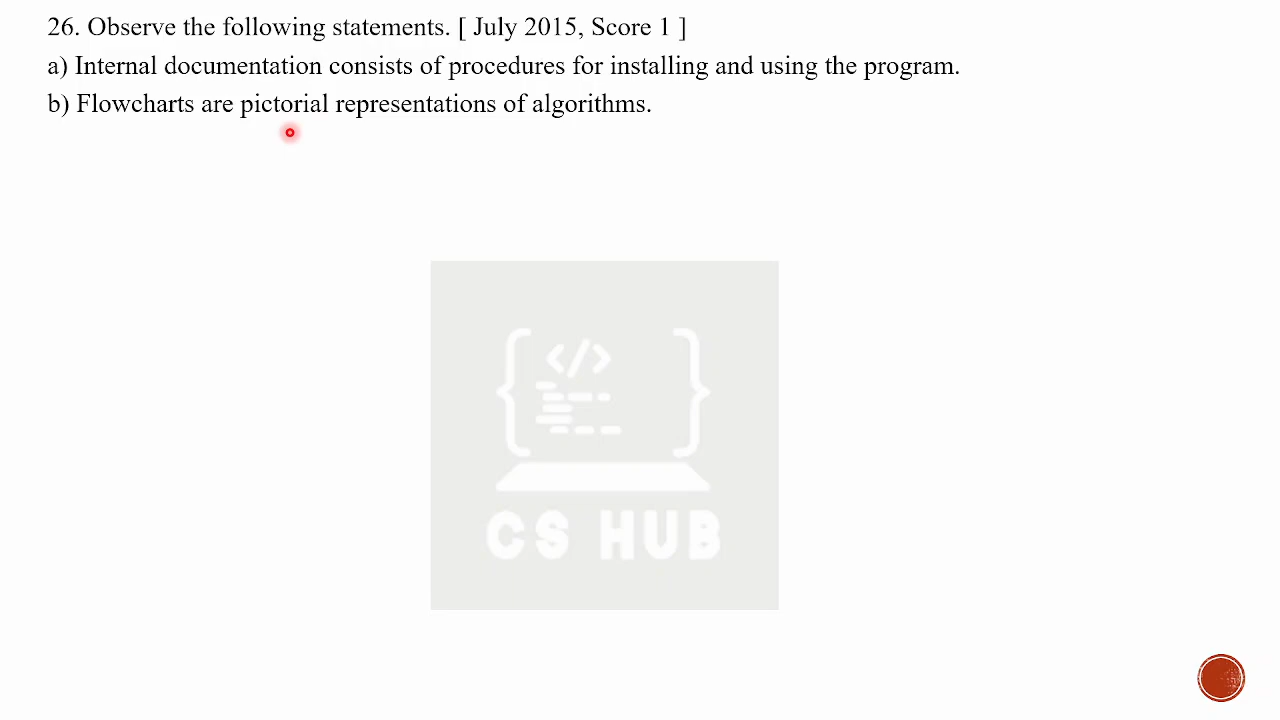 26. Observe the following statements. [ July 2015, Score 1 ]
a) Internal documentation consists of procedures for installing and using the program.
b) Flowcharts are pictorial representations of algorithms.
</>
CS HUB